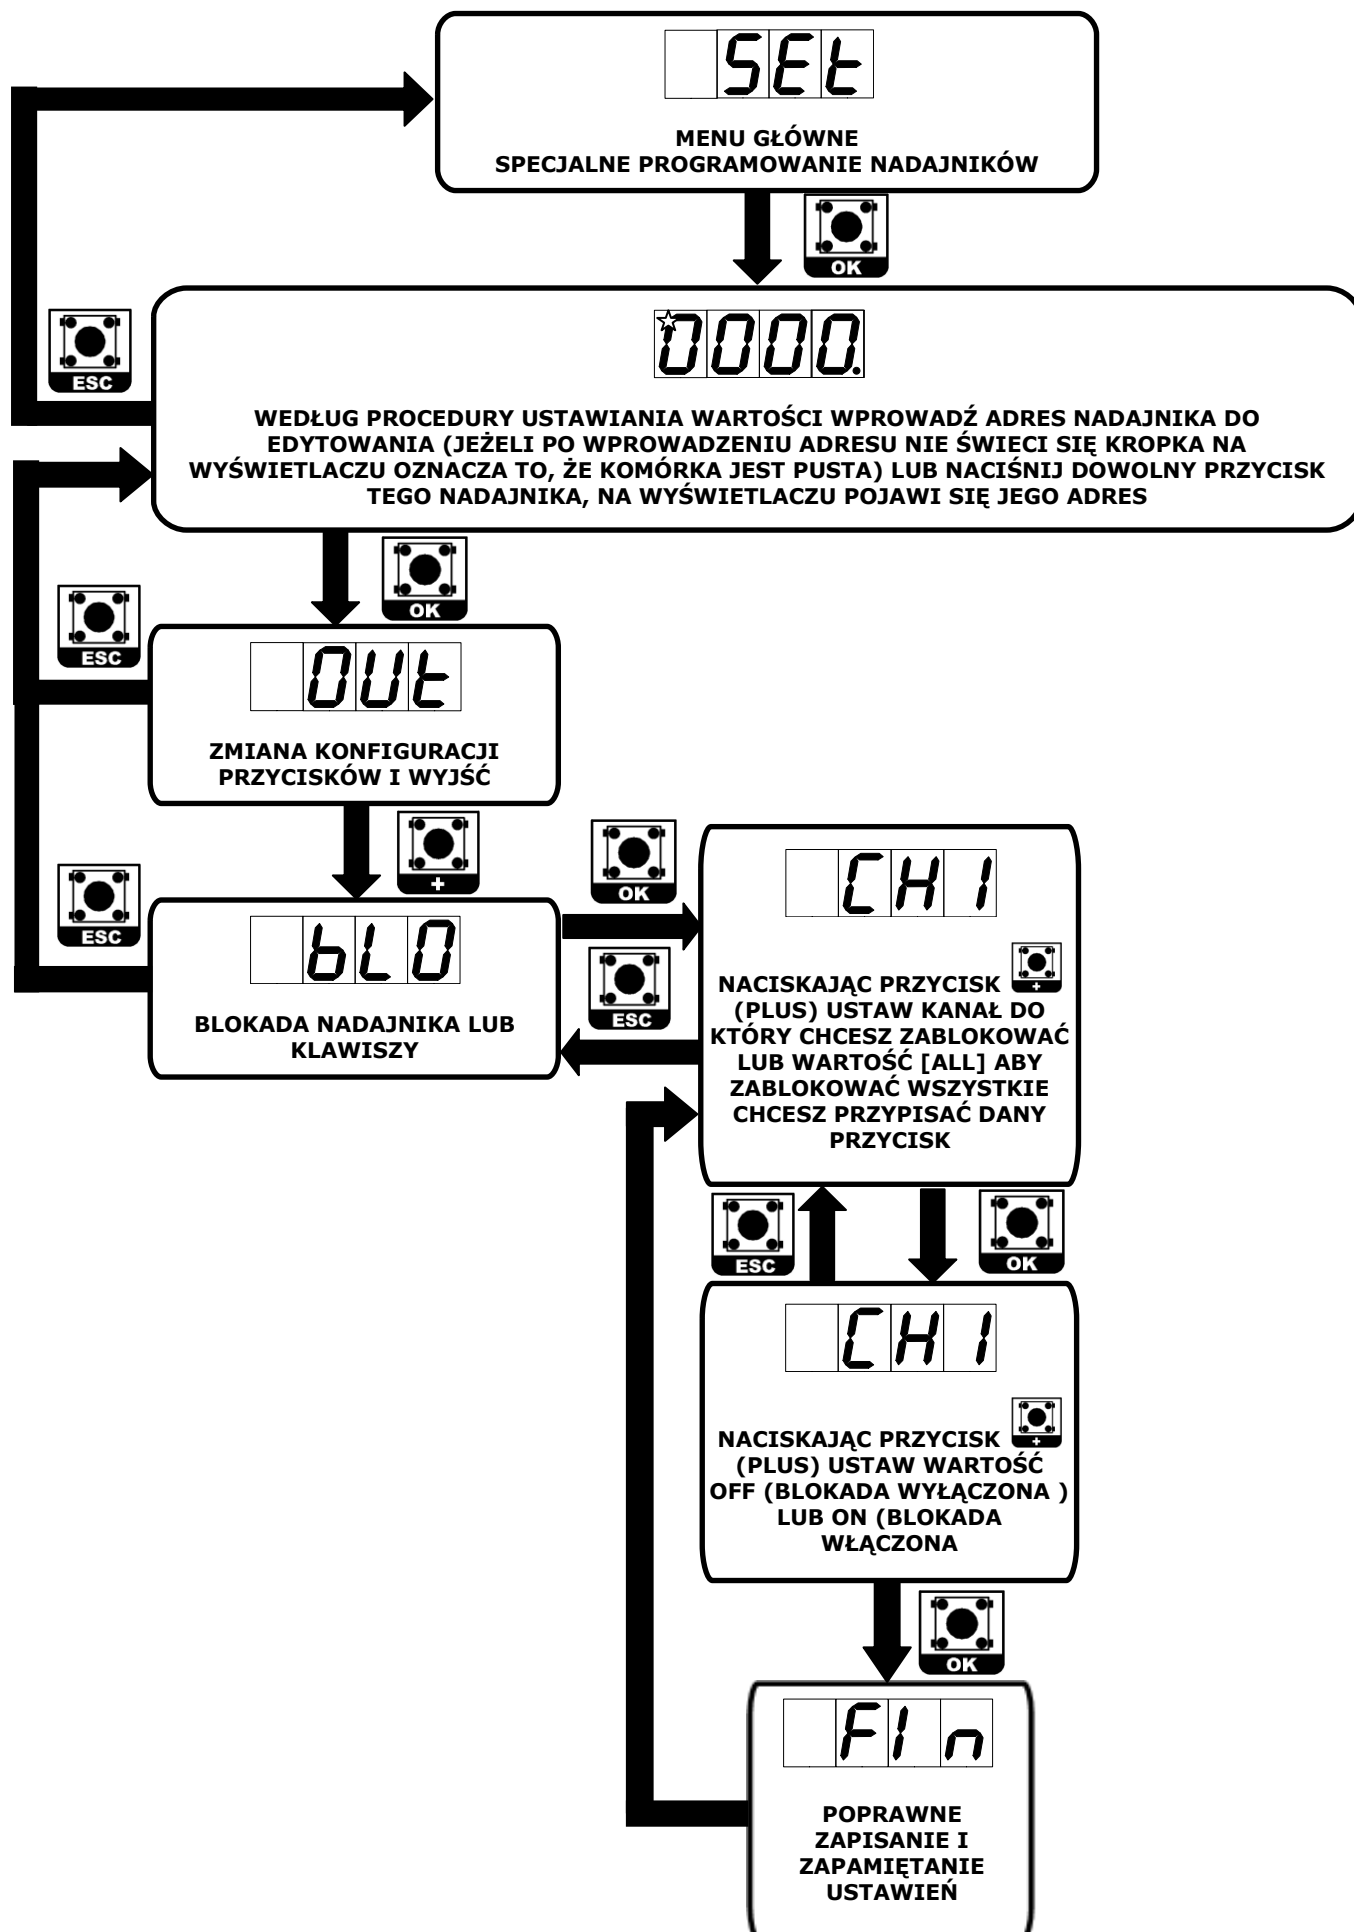 SEt
MENU GŁÓWNE
SPECJALNE PROGRAMOWANIE NADAJNIKÓW
OK
0000.
ESC
WEDŁUG PROCEDURY USTAWIANIA WARTOŚCI WPROWADŹ ADRES NADAJNIKA DO
EDYTOWANIA (JEŻELI PO WPROWADZENIU ADRESU NIE ŚWIECI SIĘ KROPKA NA
WYŚWIETLACZU OZNACZA TO, ŻE KOMÓRKA JEST PUSTA) LUB NACIŚNIJ DOWOLNY PRZYCISK
TEGO NADAJNIKA, NA WYŚWIETLACZU POJAWI SIĘ JEGO ADRES
OK
ESC
OUt
ZMIANA KONFIGURACJI
PRZYCISKÓW I WYJŚĆ
+
OK
ESC
bLO
BLOKADA NADAJNIKA LUB
KLAWISZY
ESC
CH1
NACISKAJĄC PRZYCISK +
(PLUS) USTAW KANAŁ DO
KTÓRY CHCESZ ZABLOKOWAĆ
LUB WARTOŚĆ [ALL] ABY
ZABLOKOWAĆ WSZYSTKIE
CHCESZ PRZYPISAĆ DANY
PRZYCISK
ESC
OK
CH1
NACISKAJĄC PRZYCISK +
(PLUS) USTAW WARTOŚĆ
OFF (BLOKADA WYŁĄCZONA )
LUB ON (BLOKADA
WŁĄCZONA
OK
FIn
POPRAWNE
ZAPISANIE I
ZAPAMIĘTANIE
USTAWIEŃ